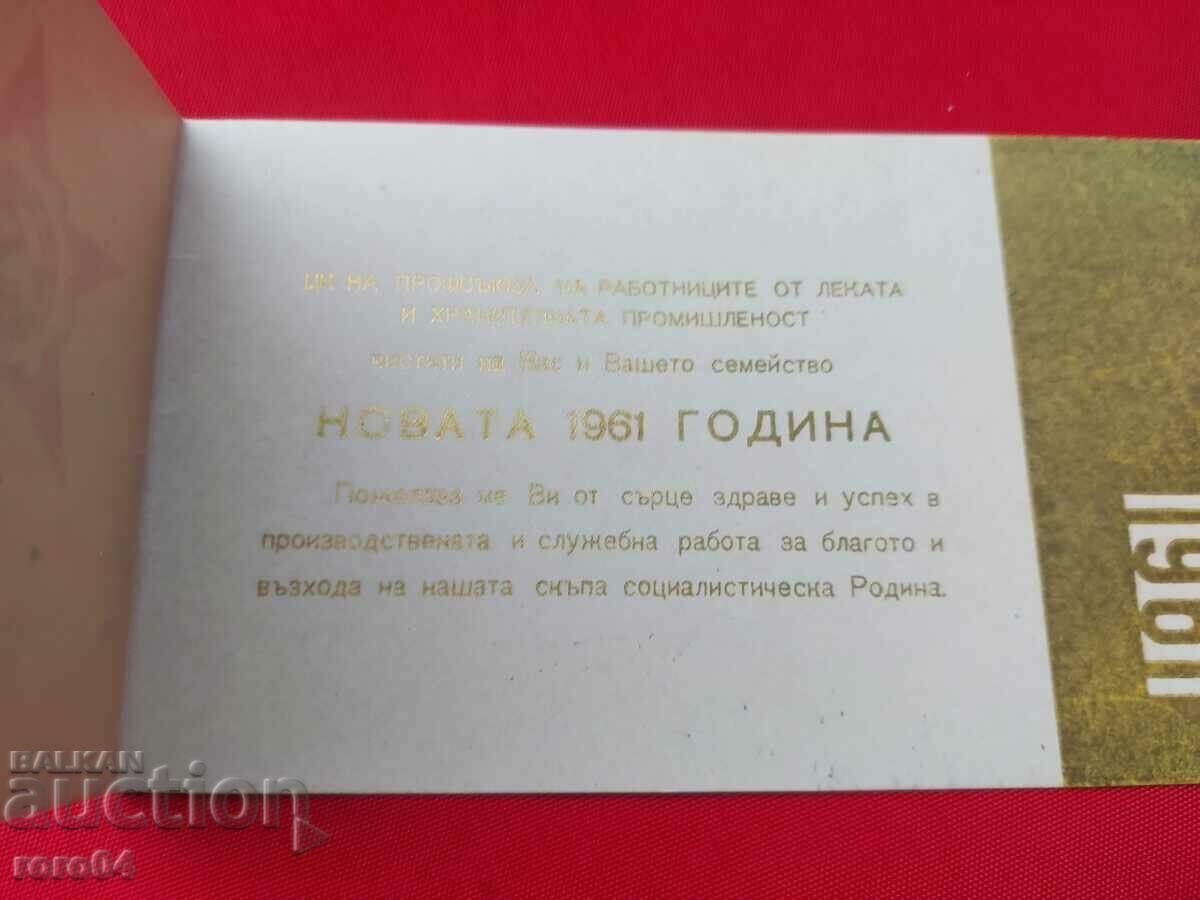 ЦК НА ПРОФСЪЮЗА НА РАБОТНИЦИТЕ ОТ ЛЕКАТА
И ХРАНИТЕЛНАТА ПРОМИШЛЕНОСТ
честити на Вас и Вашето семейство
НОВАТА 1961 ГОДИНА
Пожелава ме Ви от сърце здраве и успех в
производствената и служебна работа за благото и
възхода на нашата скъпа социалистическа Родина.
1961
BALKAN
auction
roro04